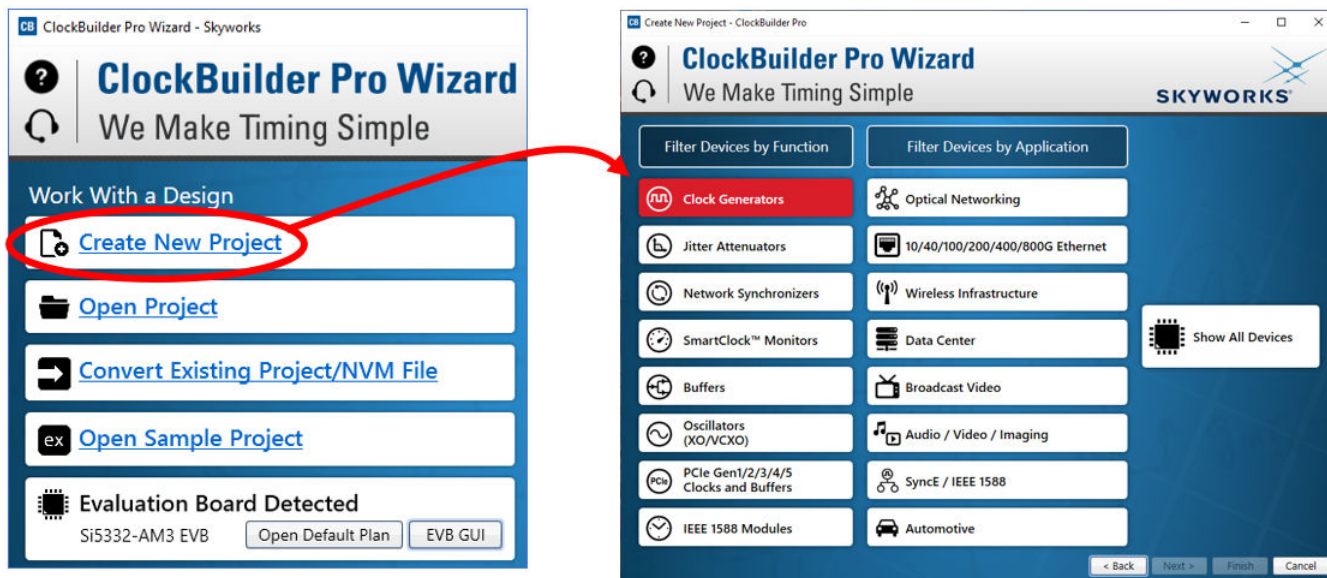 CB ClockBuilder Pro Wizard - Skyworks
?
ClockBuilder Pro Wizard
We Make Timing Simple
Work With a Design
Create New Project
Open Project
Convert Existing Project/NVM File
ex Open Sample Project
Evaluation Board Detected
Si5332-AM3 EVB Open Default Plan EVB GUI
CB Create New Project - ClockBuilder Pro
?
ClockBuilder Pro Wizard
We Make Timing Simple
SKYWORKS®
Filter Devices by Function
Clock Generators
Jitter Attenuators
Network Synchronizers
SmartClock™ Monitors
Buffers
Oscillators
(XO/VCXO)
PCIe PCIe Gen1/2/3/4/5
Clocks and Buffers
IEEE 1588 Modules
Filter Devices by Application
Optical Networking
10/40/100/200/400/800G Ethernet
Wireless Infrastructure
Data Center
Broadcast Video
Audio / Video / Imaging
SyncE / IEEE 1588
Automotive
Show All Devices
< Back Next > Finish Cancel